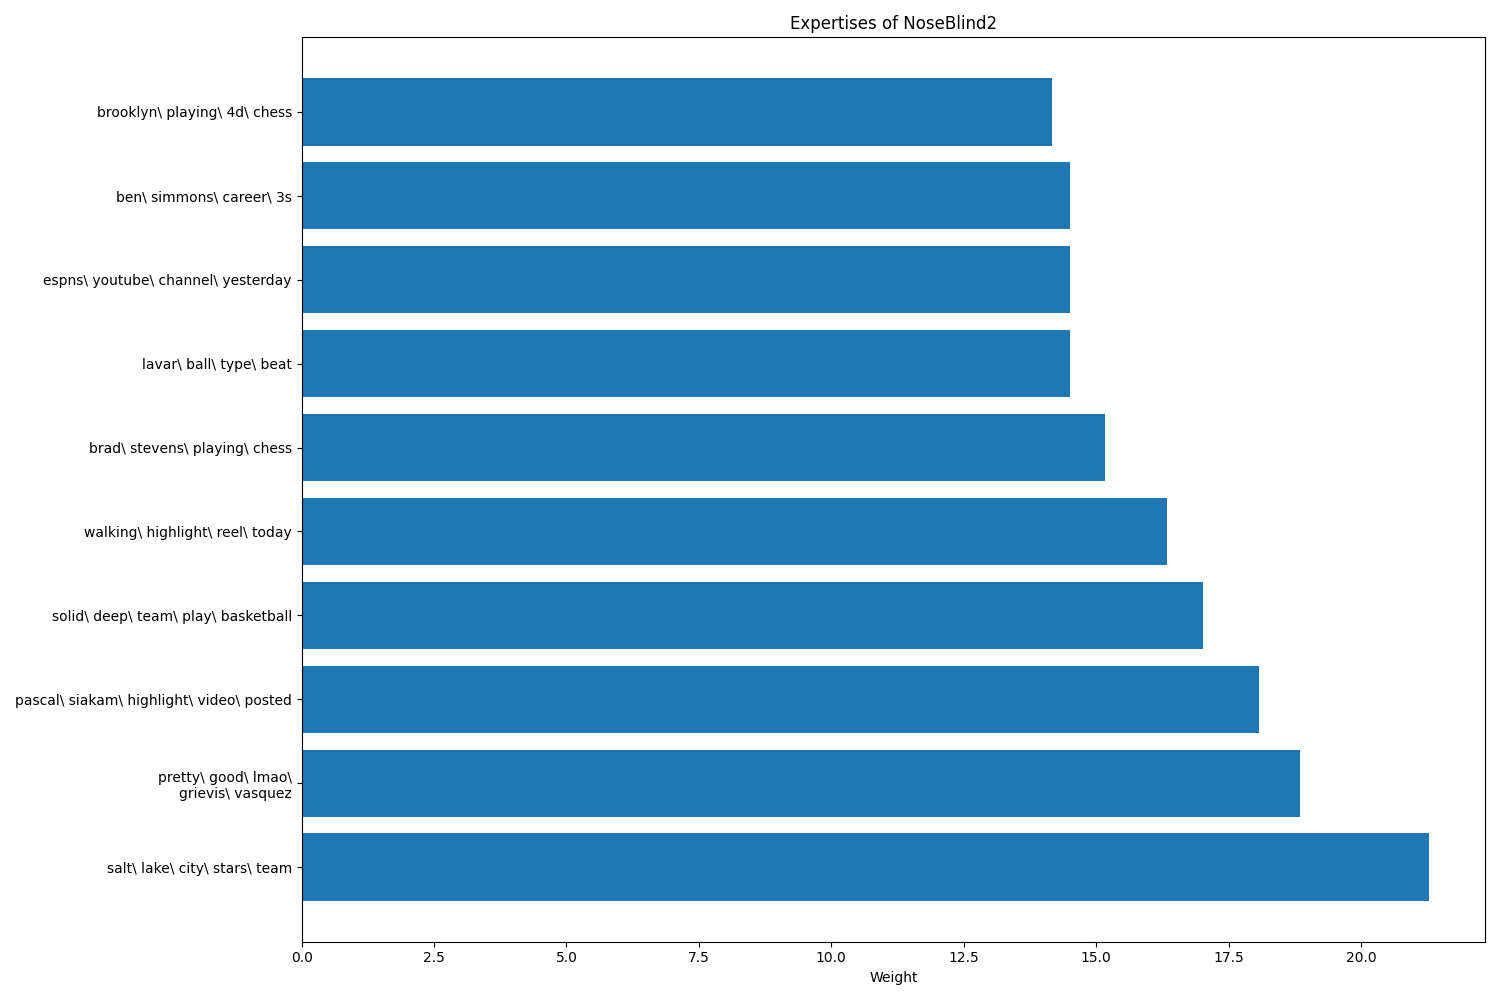 Expertises of NoseBlind2
brooklyn\ playing\ 4d\ chess
ben\ simmons\ career\ 3s
espns\ youtube\ channel\ yesterday
lavar\ ball\ type\ beat
brad\ stevens\ playing\ chess
walking\ highlight\ reel\ today
solid\ deep\ team\ play\ basketball
pascal\ siakam\ highlight\ video\ posted
pretty\ good\ lmao\
grievis\ vasquez
salt\ lake\ city\ stars\ team
0.0 2.5 5.0 7.5 10.0 12.5 15.0 17.5 20.0
Weight